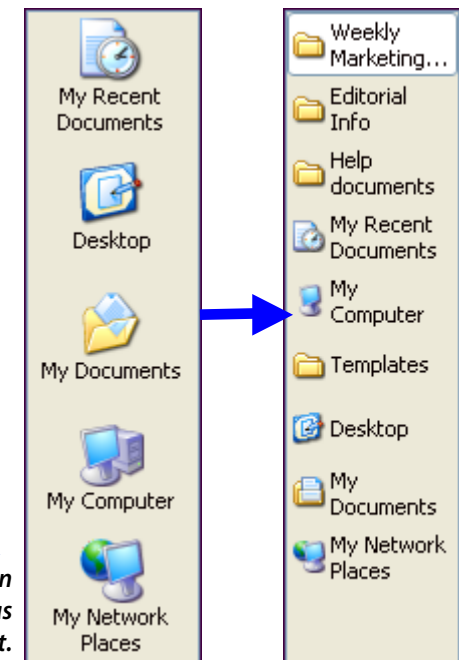 My Recent
Documents
Desktop
My Documents
My Computer
My Network
Places
Weekly
Marketing...
Editorial
Info
Help
documents
My Recent
Documents
My
Computer
Templates
Desktop
My
Documents
My Network
Places
t.